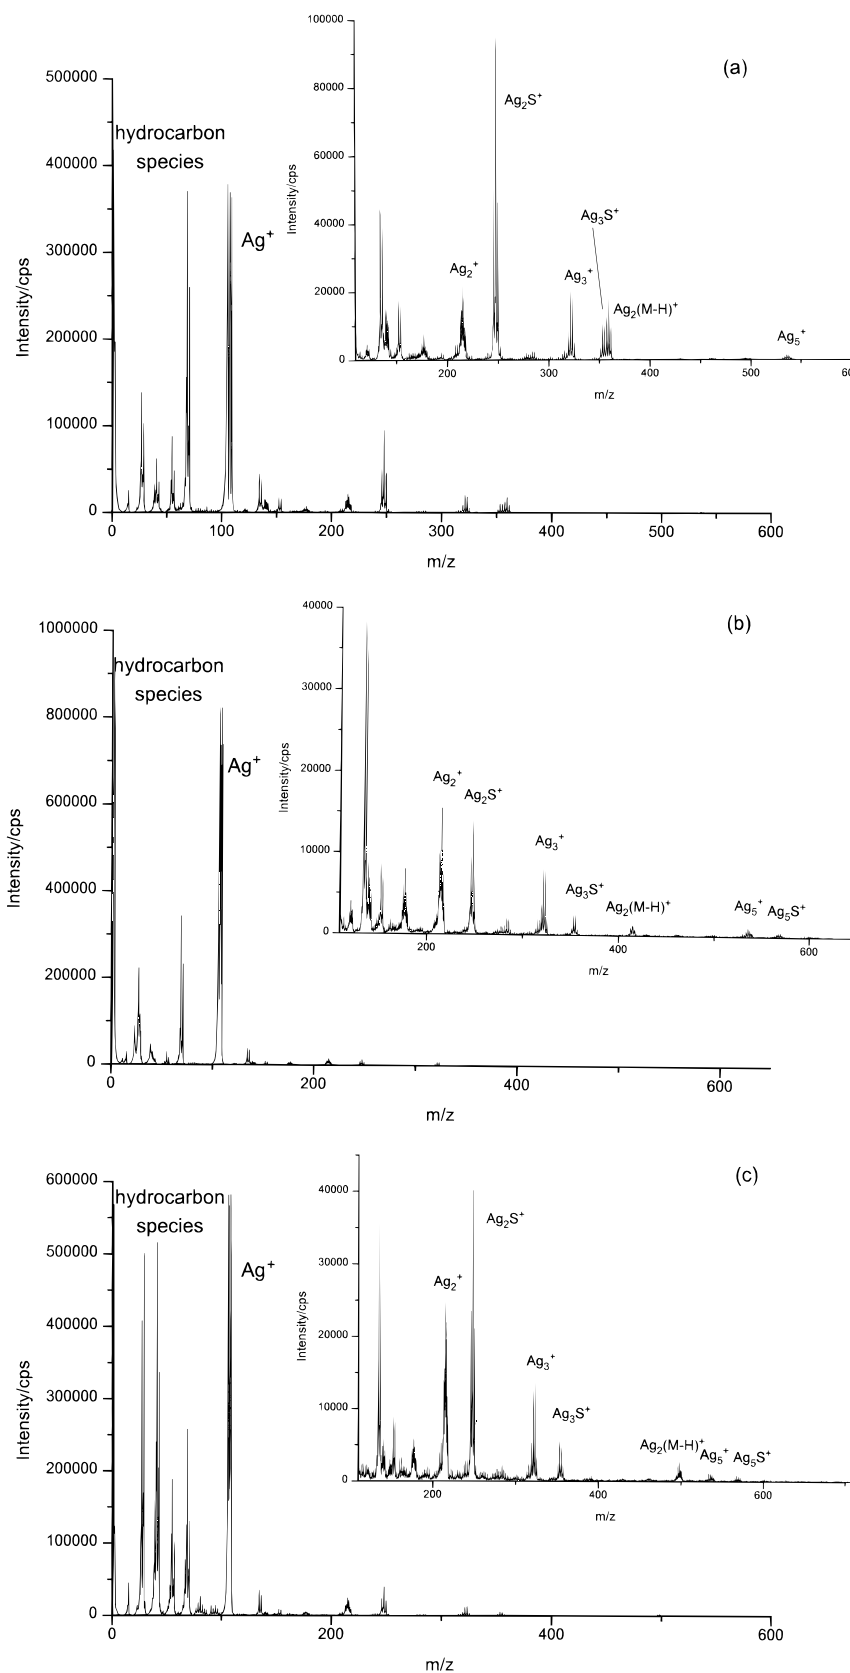 (a)
500000
400000
300000
200000
100000
0
Intensity/cps
hydrocarbon
species
Ag+
0 100 200 300 400 500 600
m/z
100000
80000
60000
40000
20000
0
Intensity/cps
Ag2+
Ag2S+
Ag3+
Ag3S+
Ag2(M-H)+
Ag5+
200 300 400 500 600
m/z
(b)
1000000
800000
600000
400000
200000
0
Intensity/cps
hydrocarbon
species
Ag+
0 200 400 600
m/z
40000
30000
20000
10000
0
Intensity/cps
Ag2+
Ag2S+
Ag3+
Ag3S+
Ag2(M-H)+
Ag5+
Ag5S+
200 400 600
m/z
(c)
600000
500000
400000
300000
200000
100000
0
Intensity/cps
hydrocarbon
species
Ag+
0 200 400 600
m/z
40000
30000
20000
10000
0
Intensity/cps
Ag2+
Ag2S+
Ag3+
Ag3S+
Ag2(M-H)+
Ag5+
Ag5S+
200 400 600
m/z